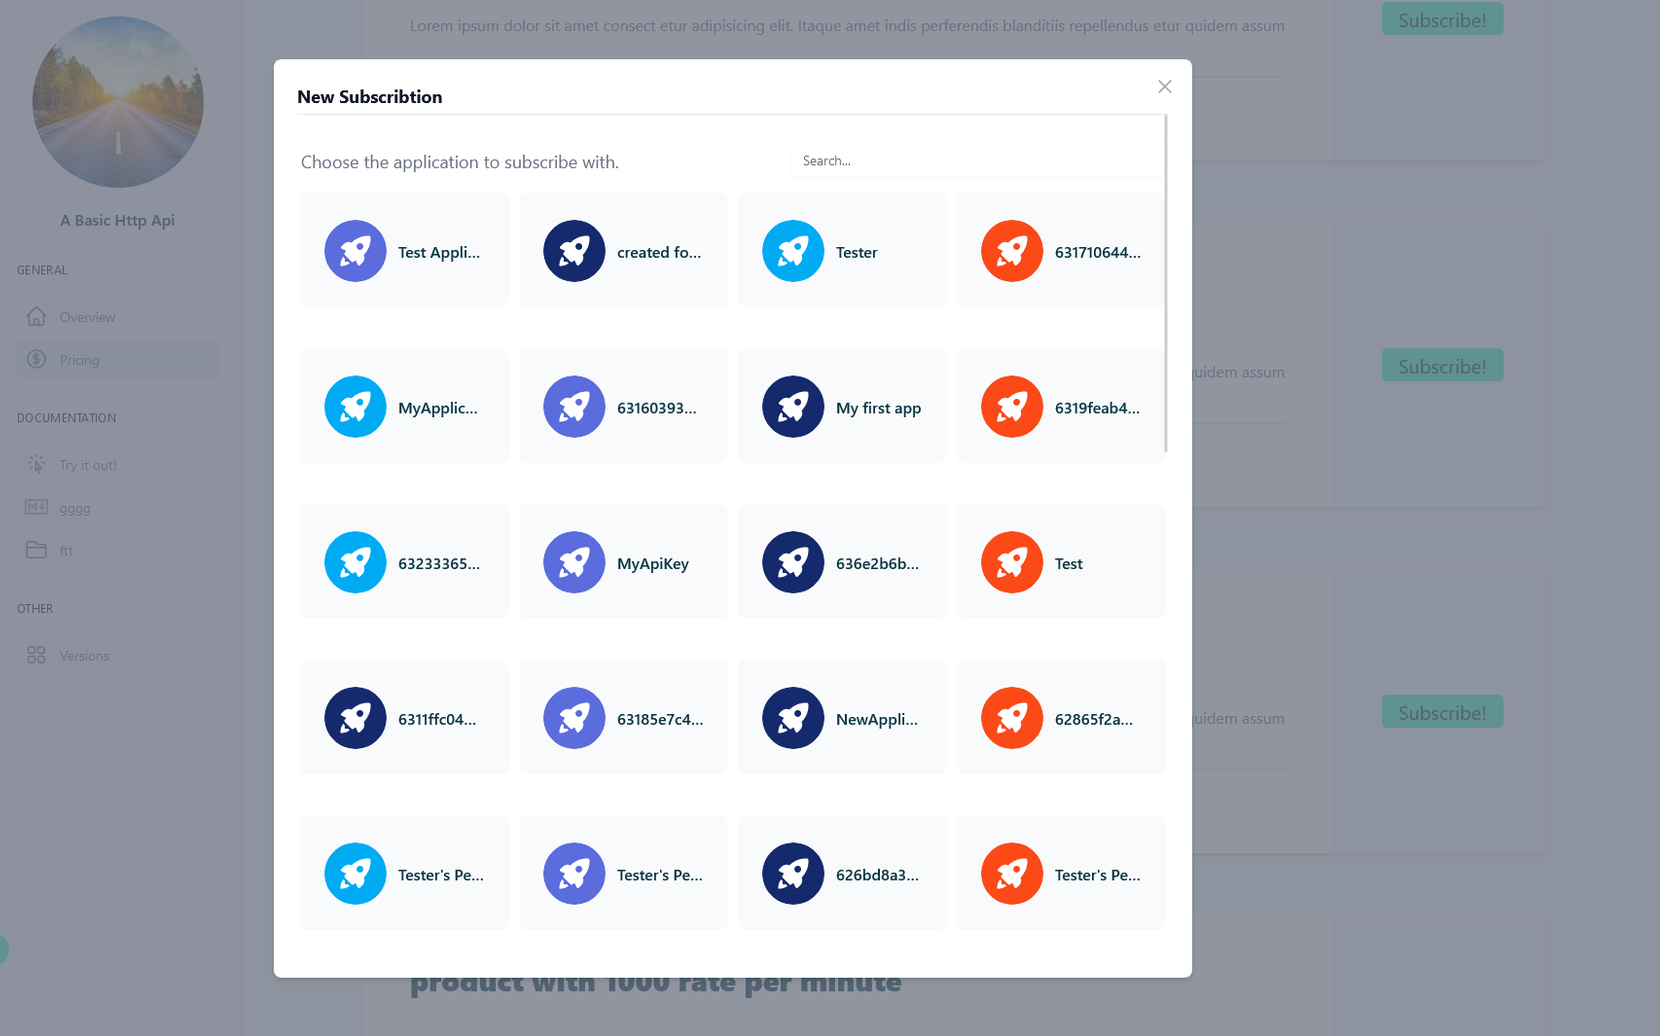 Lorem ipsum dolor sit amet consect etur adipisicing elit. Itaque amet indis perferendis blanditiis repellendus etur quidem assum
Subscribe!
New Subscribtion
Choose the application to subscribe with.
Search...
Test Appli...
created fo...
Tester
631710644...
MyApplic...
63160393...
My first app
6319feab4...
63233365...
MyApiKey
636e2b6b...
Test
6311ffc04...
63185e7c4...
NewAppli...
62865f2a...
Tester's Pe...
Tester's Pe...
626bd8a3...
Tester's Pe...
A Basic Http Api
GENERAL
Overview
Pricing
DOCUMENTATION
Try it out!
M↓
gggg
ftt
OTHER
Versions
quidem assum
Subscribe!
quidem assum
Subscribe!
product with 1000 rate per minute